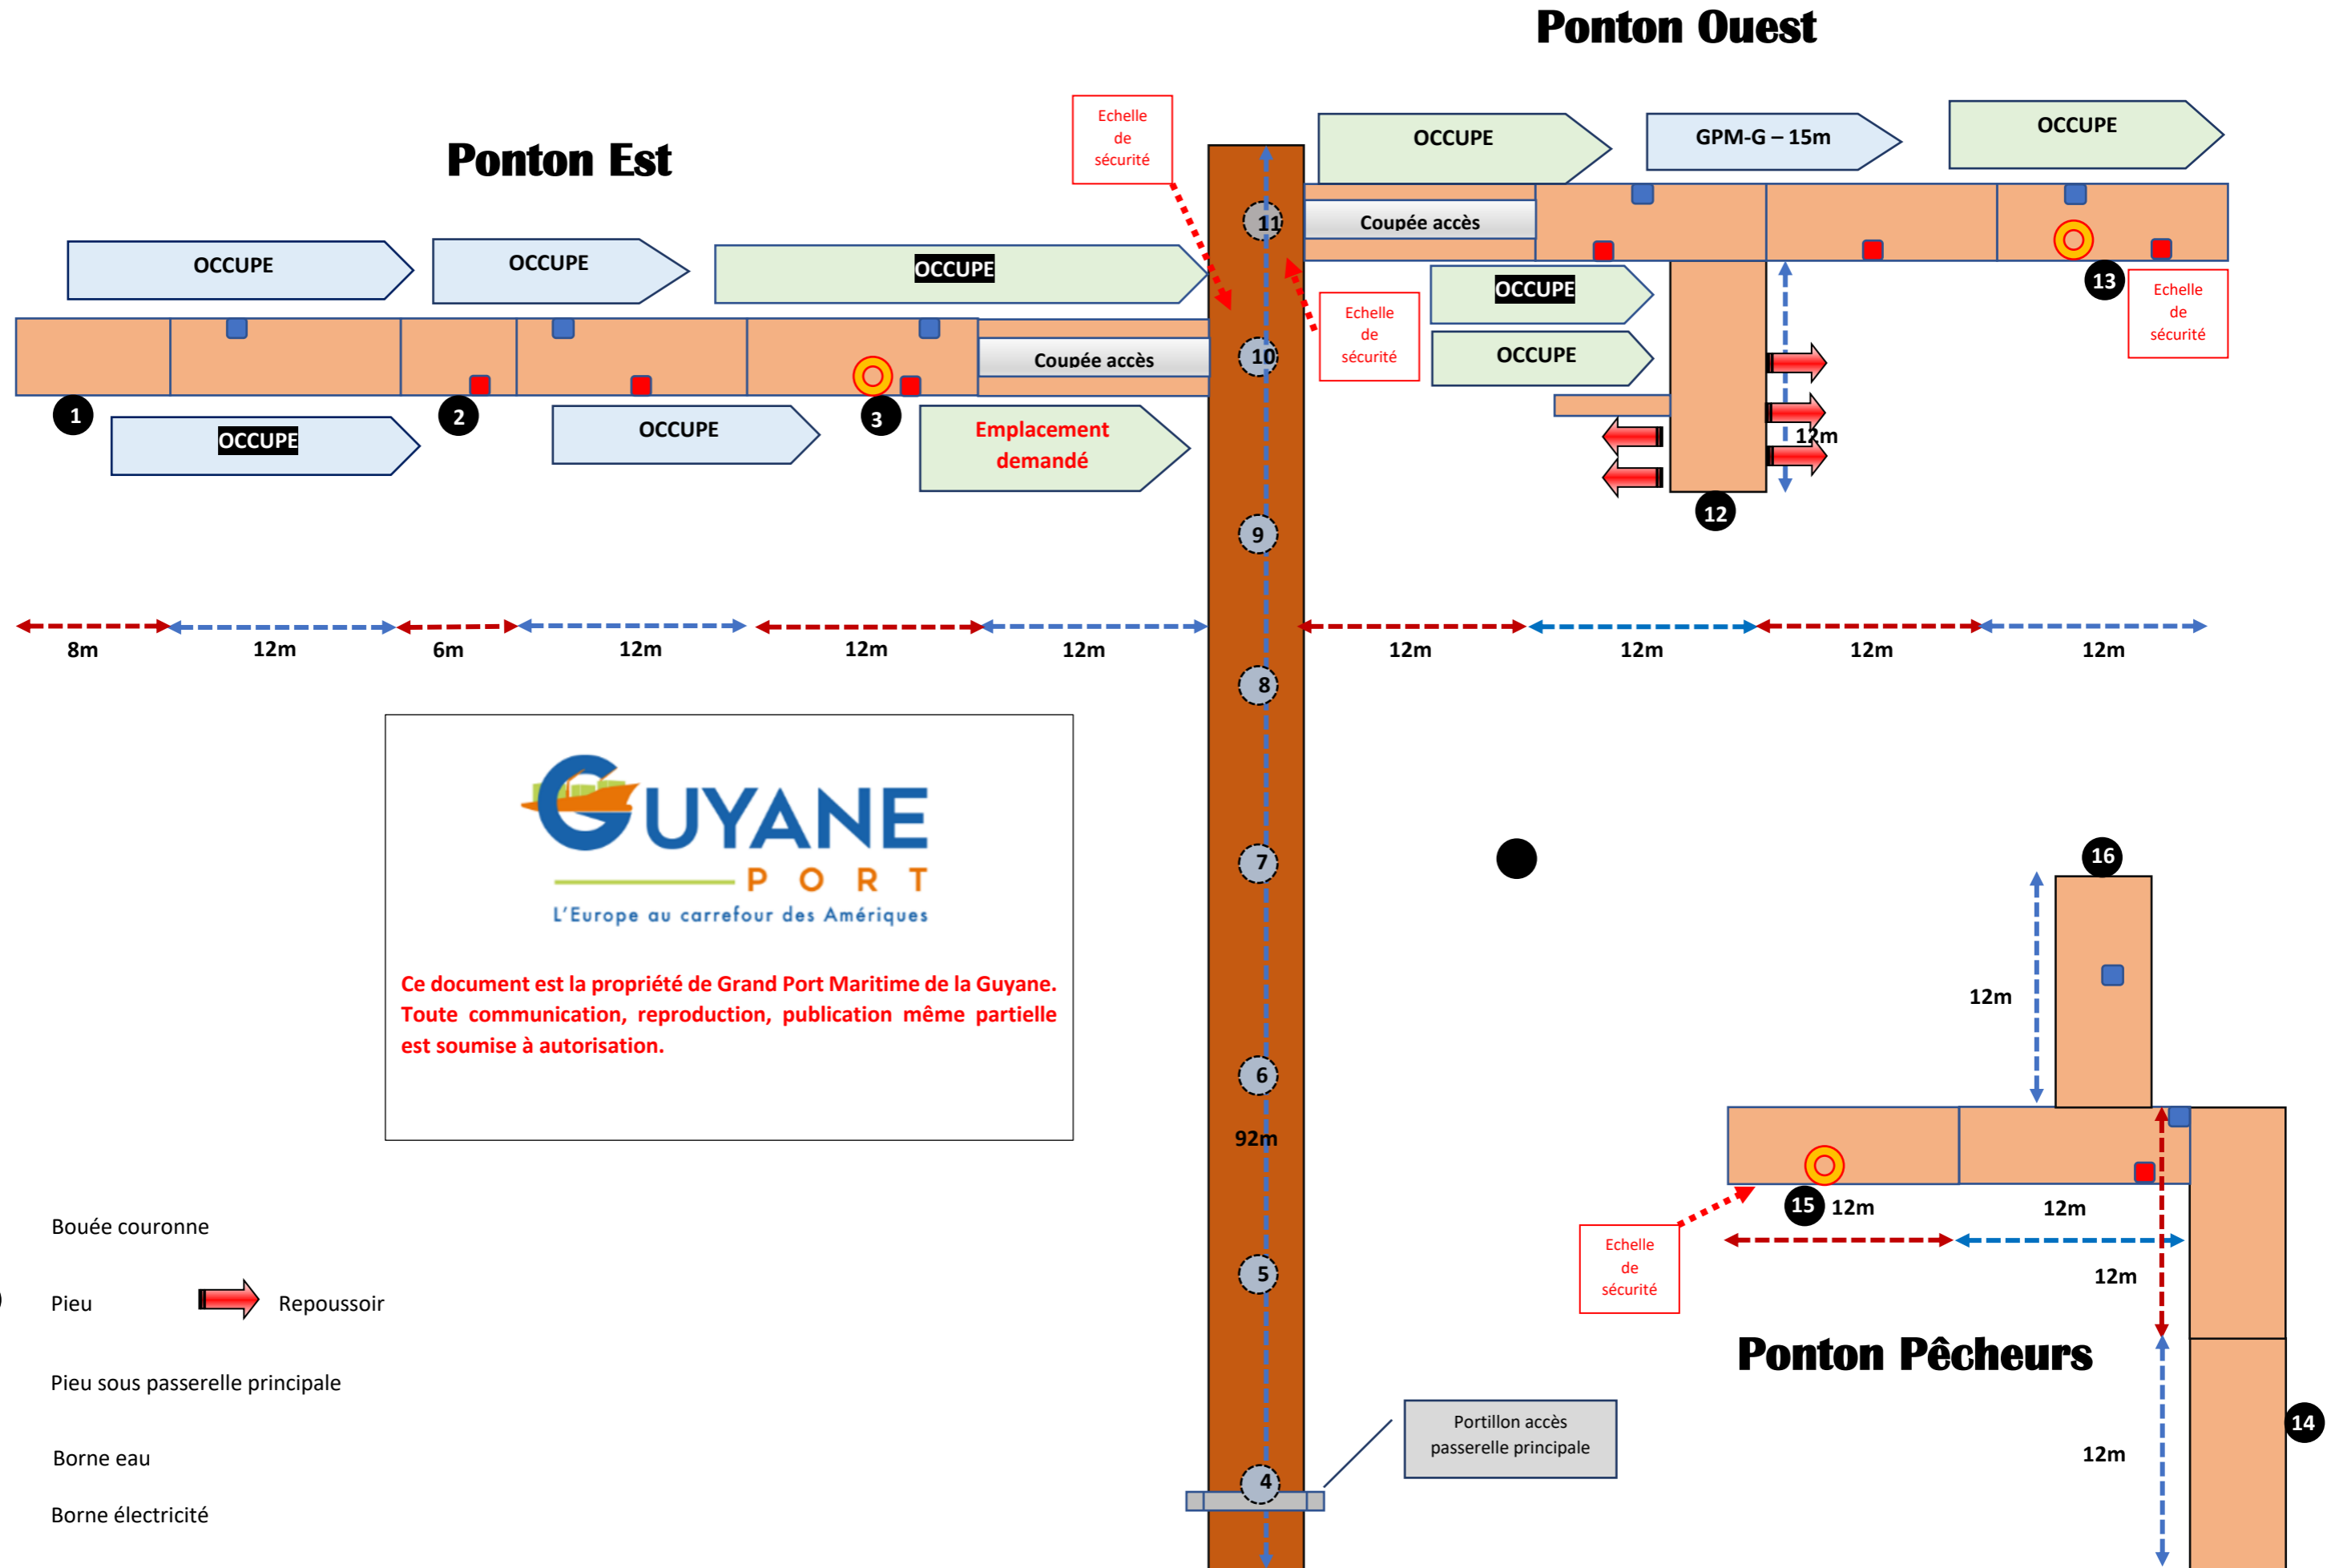 Ponton Ouest
Ponton Est
Echelle
de
sécurité
OCCUPE
GPM-G – 15m
OCCUPE
11
Coupée accès
OCCUPE
OCCUPE
OCCUPE
OCCUPE
13
Echelle
de
sécurité
Echelle
de
sécurité
10
Coupée accès
OCCUPE
1
2
3
OCCUPE
OCCUPE
Emplacement
demandé
12m
12
9
8m
12m
6m
12m
12m
12m
12m
12m
12m
12m
8
GUYANE
PORT
L'Europe au carrefour des Amériques
Ce document est la propriété de Grand Port Maritime de la Guyane.
Toute communication, reproduction, publication même partielle
est soumise à autorisation.
7
16
12m
6
92m
15
12m
12m
Echelle
de
sécurité
12m
5
Bouée couronne
Pieu
Repoussoir
Pieu sous passerelle principale
Borne eau
Borne électricité
Ponton Pêcheurs
Portillon accès
passerelle principale
14
12m
4